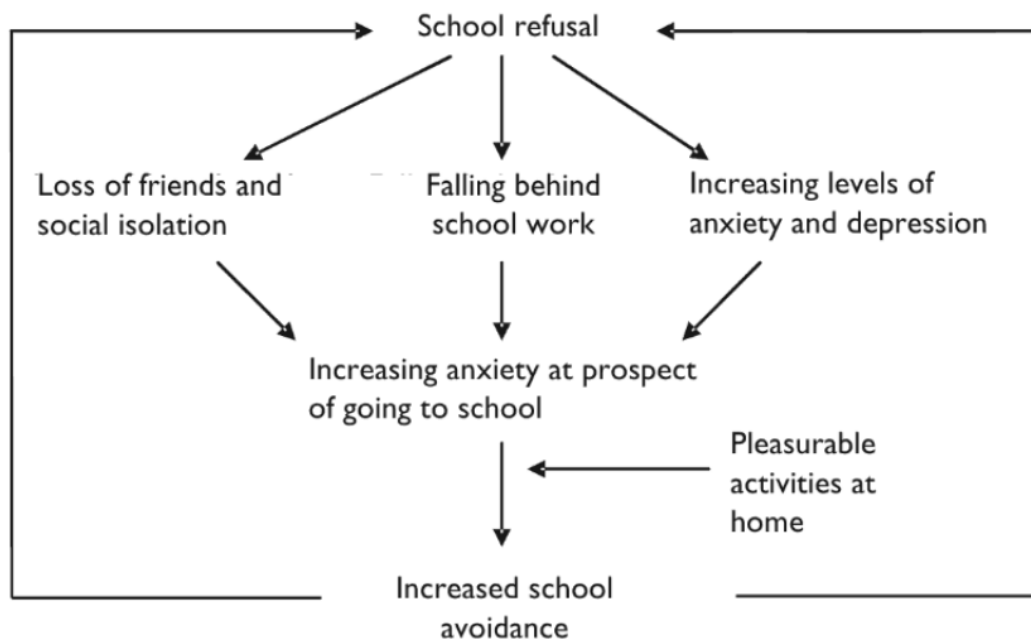 School refusal
Loss of friends and
social isolation
Falling behind
school work
Increasing levels of
anxiety and depression
Increasing anxiety at prospect
of going to school
Pleasurable
activities at
home
Increased school
avoidance